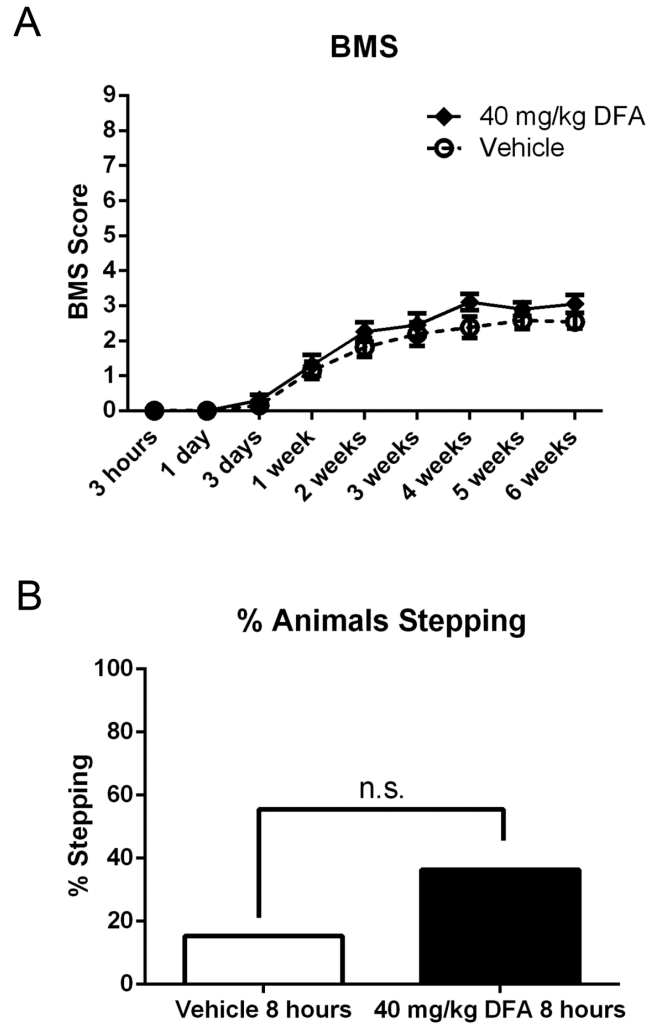 A
BMS
40 mg/kg DFA
Vehicle
BMS Score
9
8
7
6
5
4
3
2
1
0
3 hours
1 day
3 days
1 week
2 weeks
3 weeks
4 weeks
5 weeks
6 weeks
B
% Animals Stepping
% Stepping
100
80
60
40
20
0
n.s.
Vehicle 8 hours
40 mg/kg DFA 8 hours